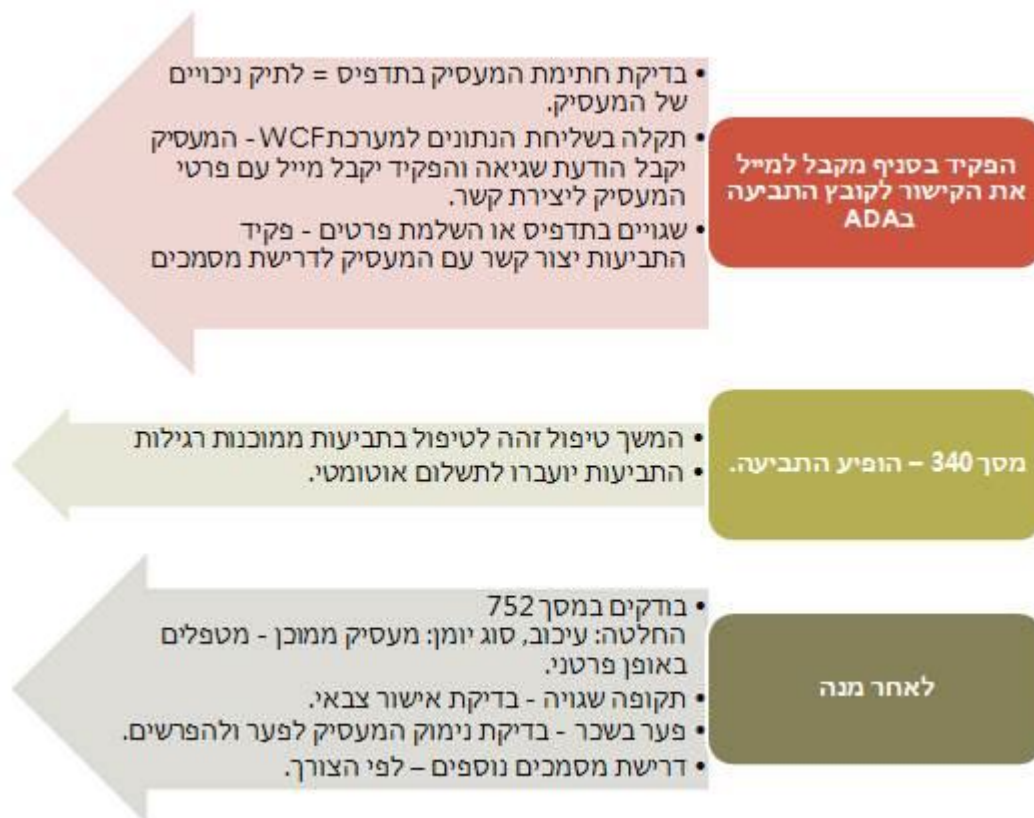 הפקיד בסניף מקבל למייל
את הקישור לקובץ התביעה
בADA
• בדיקת חתימת המעסיק בתדפיס = לתיק ניכויים
של המעסיק.
• תקלה בשליחת הנתונים למערכת WCF - המעסיק
יקבל הודעת שגיאה והפקיד יקבל מייל עם פרטי
המעסיק ליצירת קשר.
• שגויים בתדפיס או השלמת פרטים - פקיד
התביעות יצור קשר עם המעסיק לדרישת מסמכים
מסך 340 – הופיע התביעה.
• המשך טיפול זהה לטיפול בתביעות ממוכנות רגילות
• התביעות יועברו לתשלום אוטומטי.
לאחר מנה
• בודקים במסך 752
החלטה: עיכוב, סוג יומן: מעסיק ממוכן - מטפלים
באופן פרטני.
• תקופה שגויה - בדיקת אישור צבאי.
• פער בשכר - בדיקת נימוק המעסיק לפער ולהפרשים.
• דרישת מסמכים נוספים – לפי הצורך.